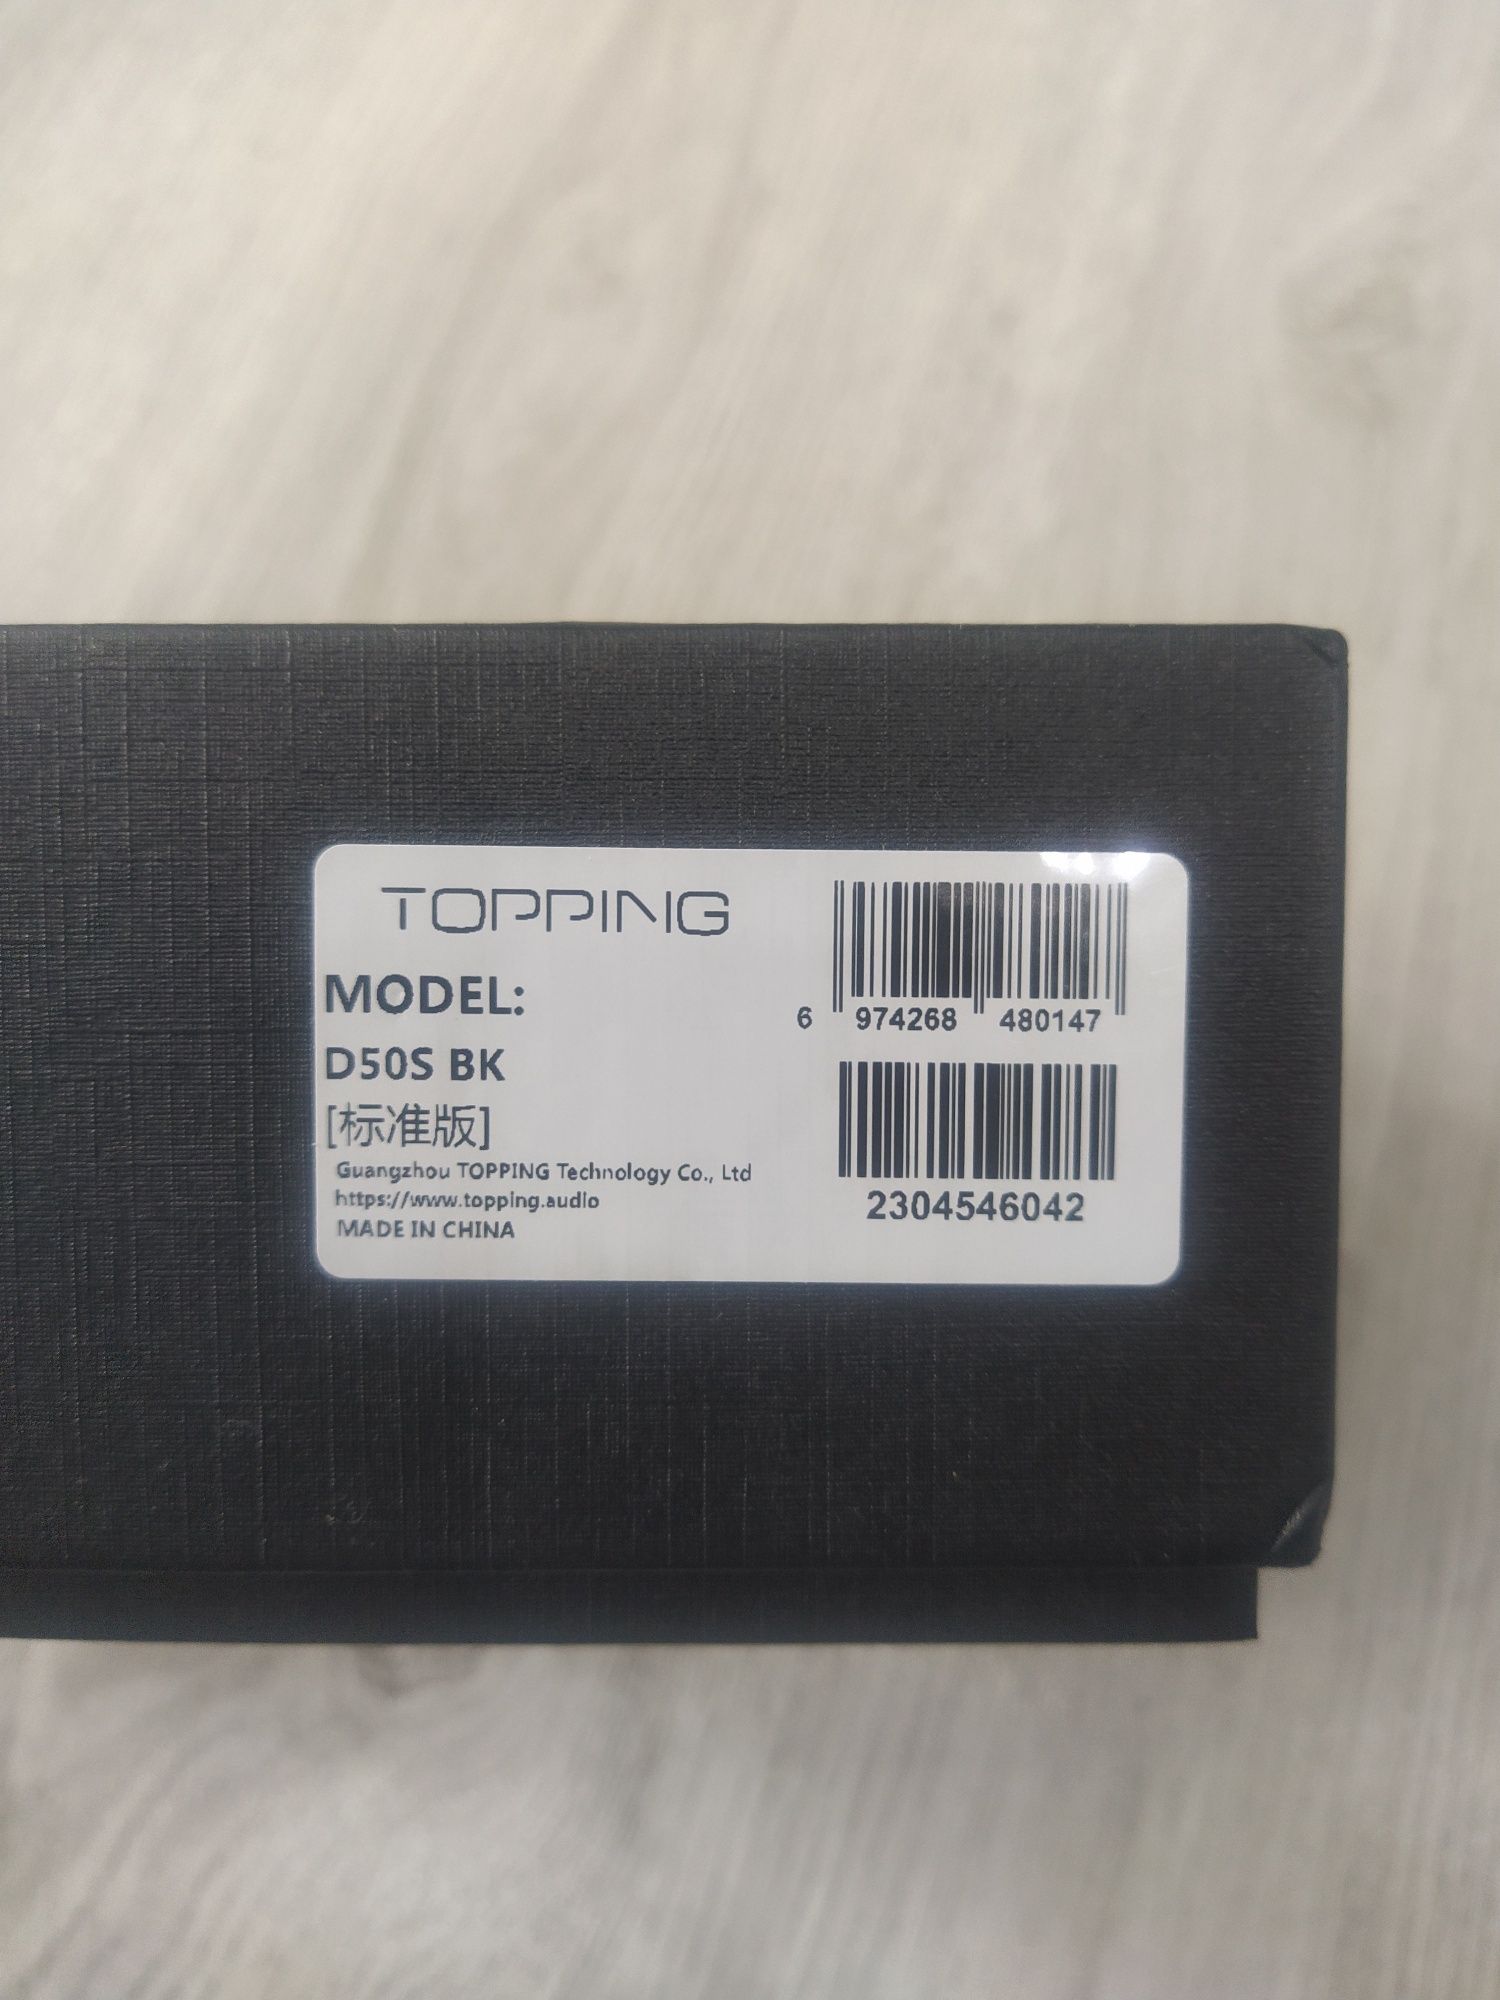 TOPPING
MODEL:
D50S BK
[标准版]
Guangzhou TOPPING Technology Co., Ltd
https://www.topping.audio
MADE IN CHINA
6 974268 480147
2304546042